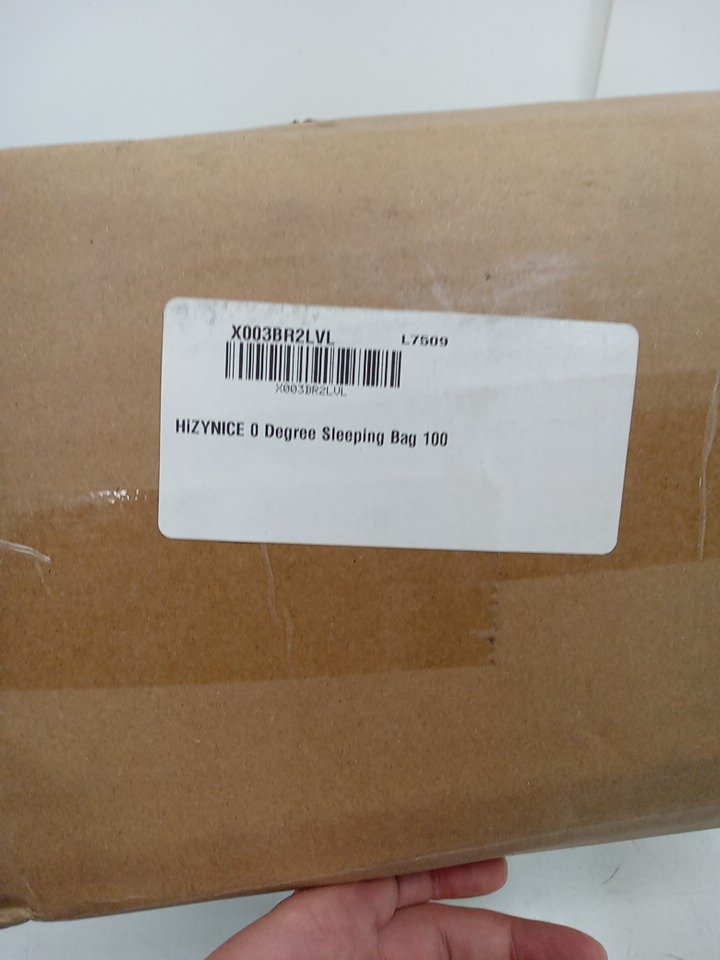 X003BR2LVL L7509
X003BR2LVL
HiZYNICE 0 Degree Sleeping Bag 100